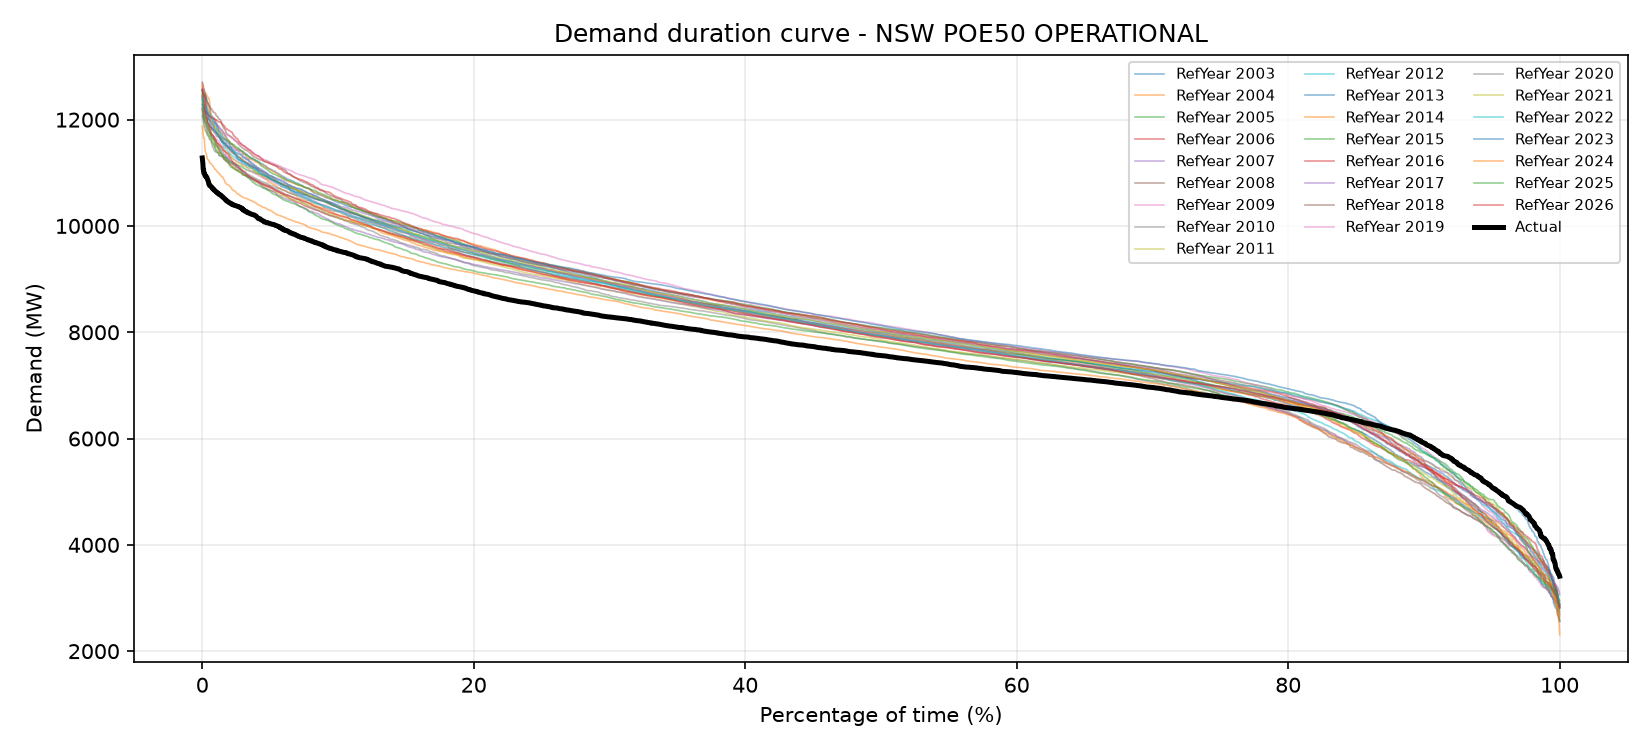 Demand duration curve - NSW POE50 OPERATIONAL
Demand (MW)
12000
10000
8000
6000
4000
2000
0
20
40
60
80
100
Percentage of time (%)
RefYear 2003
RefYear 2004
RefYear 2005
RefYear 2006
RefYear 2007
RefYear 2008
RefYear 2009
RefYear 2010
RefYear 2011
RefYear 2012
RefYear 2013
RefYear 2014
RefYear 2015
RefYear 2016
RefYear 2017
RefYear 2018
RefYear 2019
RefYear 2020
RefYear 2021
RefYear 2022
RefYear 2023
RefYear 2024
RefYear 2025
RefYear 2026
Actual